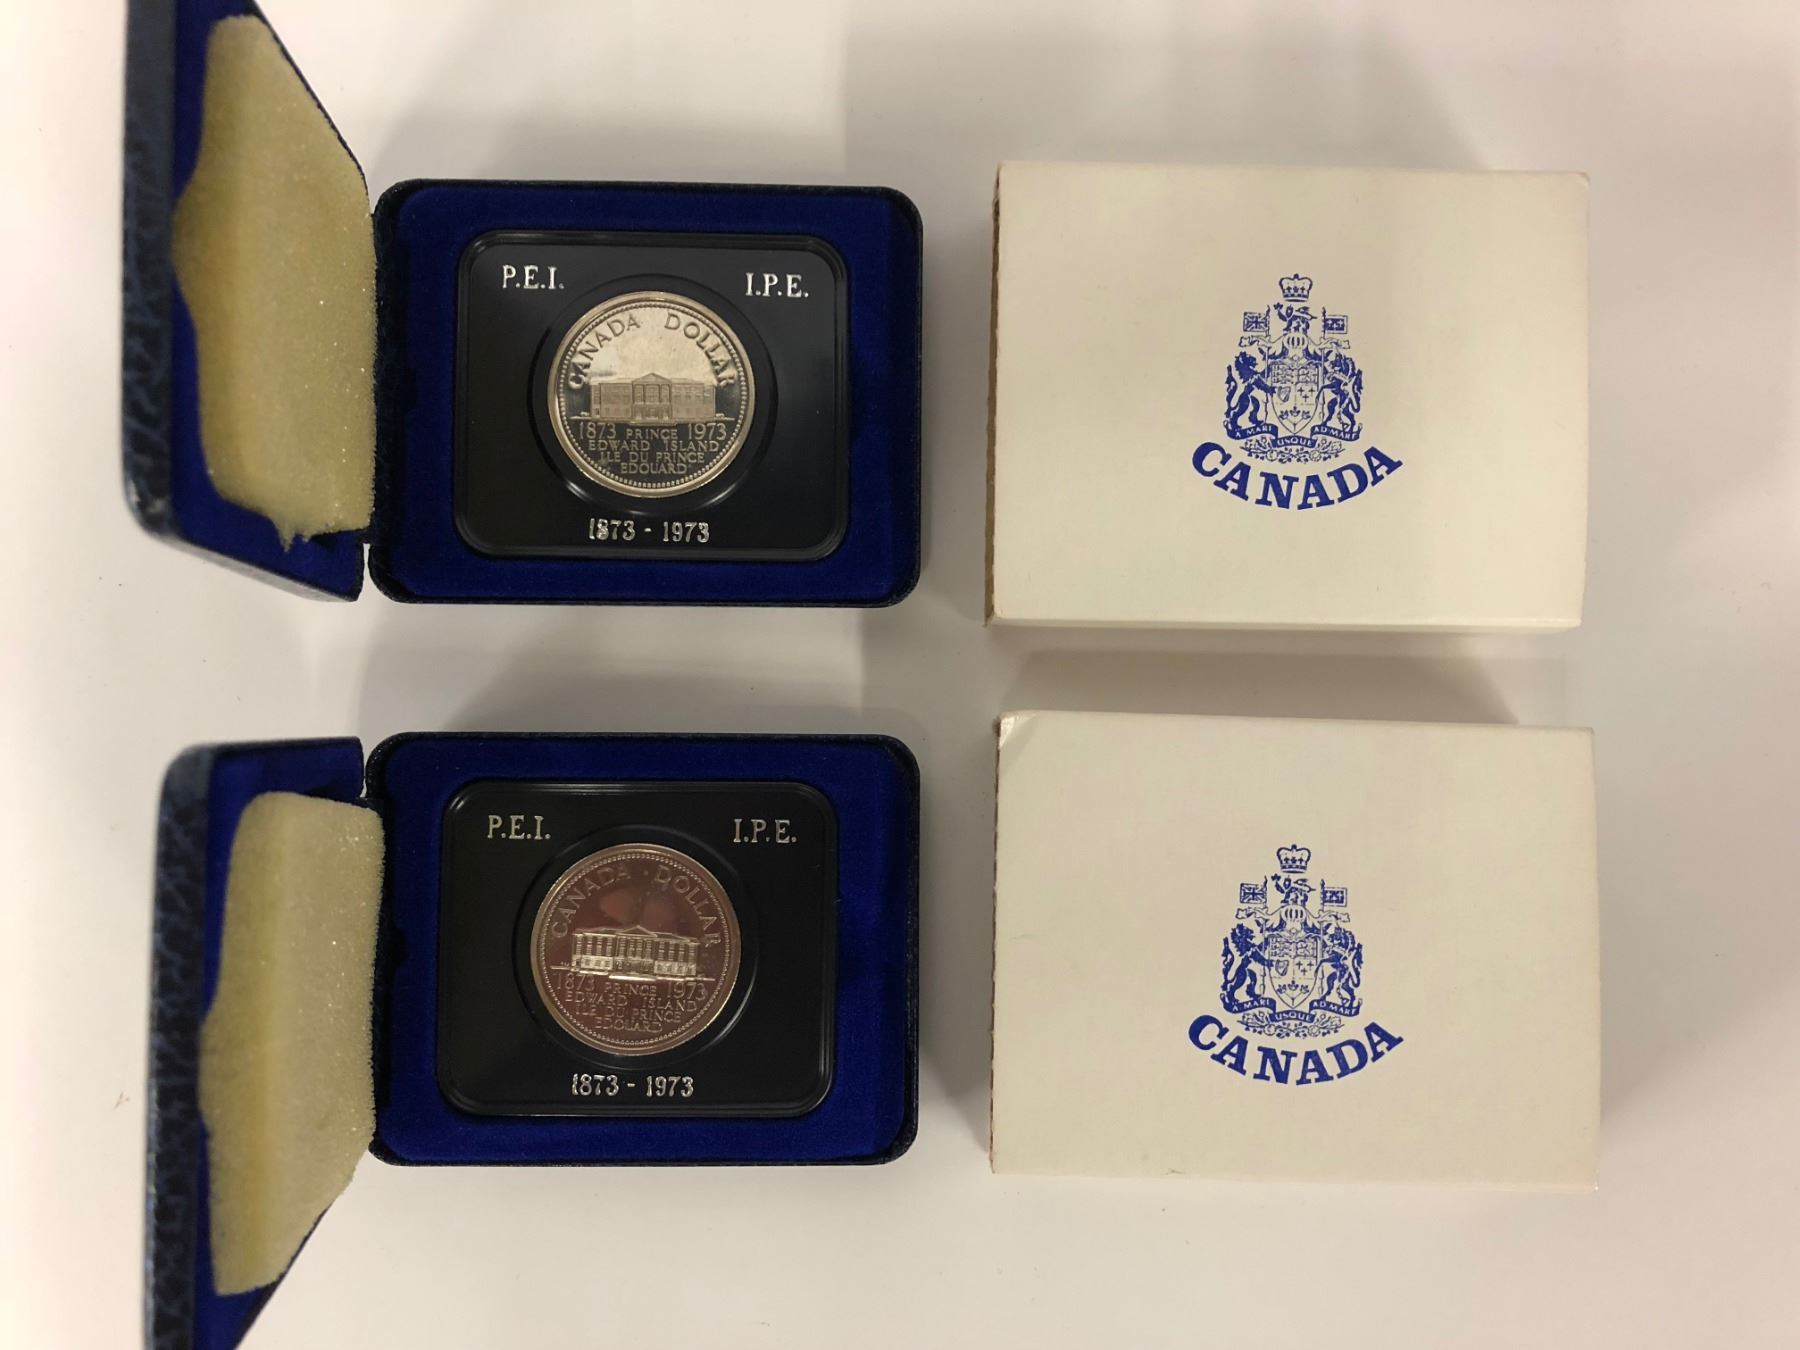 P.E.I. I.P.E.
CANADA DOLLAR
1873 PRINCE 1973
EDWARD ISLAND
ILE DU PRINCE
EDOUARD
1873 - 1973
A MARI USQUE AD MARE
CANADA
P.E.I. I.P.E.
CANADA · DOLLAR
1873 PRINCE 1973
EDWARD ISLAND
ILE DU PRINCE
EDOUARD
1873 - 1973
A MARI USQUE AD MARE
CANADA